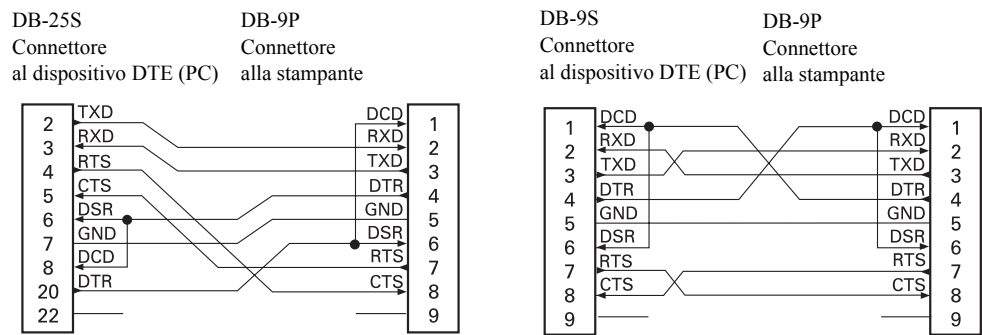 DB-25S
Connettore
al dispositivo DTE (PC)
DB-9P
Connettore
alla stampante
2 TXD
3 RXD
4 RTS
5 CTS
6 DSR
7 GND
8 DCD
20 DTR
22
DCD 1
RXD 2
TXD 3
DTR 4
GND 5
DSR 6
RTS 7
CTS 8
9
DB-9S
Connettore
al dispositivo DTE (PC)
DB-9P
Connettore
alla stampante
1 DCD
2 RXD
3 TXD
4 DTR
5 GND
6 DSR
7 RTS
8 CTS
9
DCD 1
RXD 2
TXD 3
DTR 4
GND 5
DSR 6
RTS 7
CTS 8
9